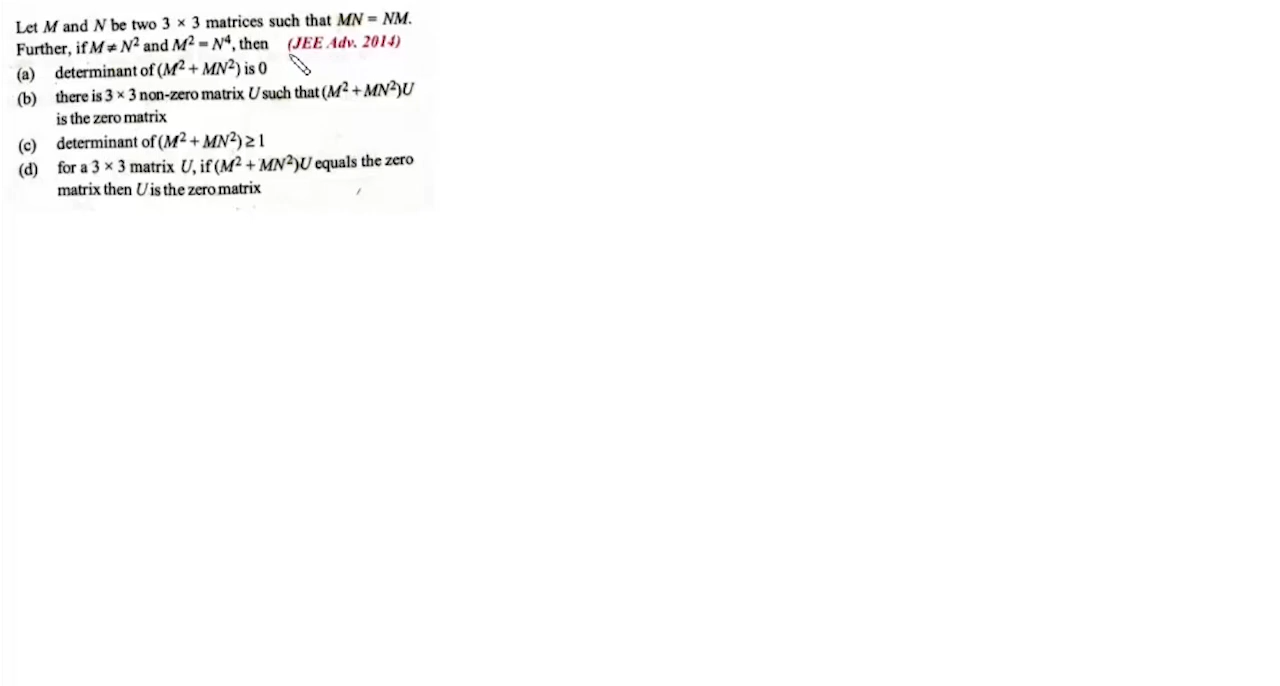 Let M and N be two 3 × 3 matrices such that MN = NM.
Further, if M ≠ N² and M² = N⁴, then (JEE Adv. 2014)
(a) determinant of (M² + MN²) is 0
(b) there is 3 × 3 non-zero matrix U such that (M² + MN²)U
is the zero matrix
(c) determinant of (M² + MN²) ≥ 1
(d) for a 3 × 3 matrix U, if (M² + MN²)U equals the zero
matrix then U is the zero matrix